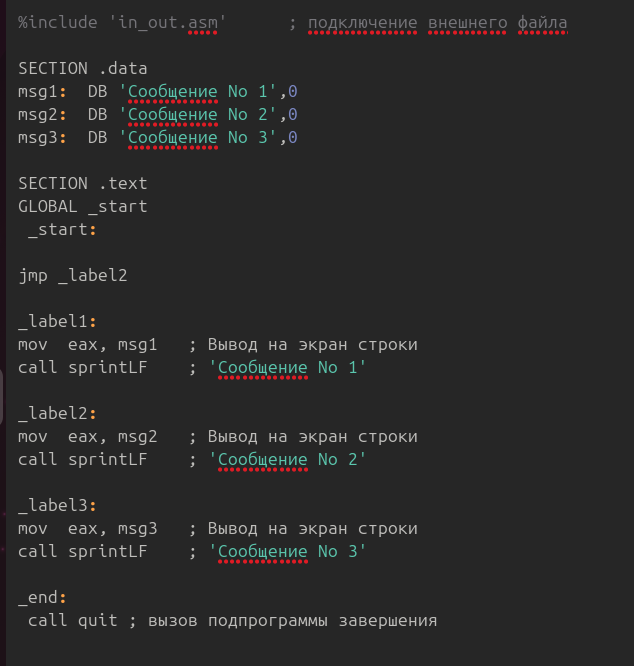 %include 'in_out.asm'      ; подключение внешнего файла
SECTION .data
msg1:  DB 'Сообщение No 1',0
msg2:  DB 'Сообщение No 2',0
msg3:  DB 'Сообщение No 3',0
SECTION .text
GLOBAL _start
 _start:
jmp _label2
_label1:
mov  eax, msg1   ; Вывод на экран строки
call sprintLF    ; 'Сообщение No 1'
_label2:
mov  eax, msg2   ; Вывод на экран строки
call sprintLF    ; 'Сообщение No 2'
_label3:
mov  eax, msg3   ; Вывод на экран строки
call sprintLF    ; 'Сообщение No 3'
_end:
 call quit ; вызов подпрограммы завершения